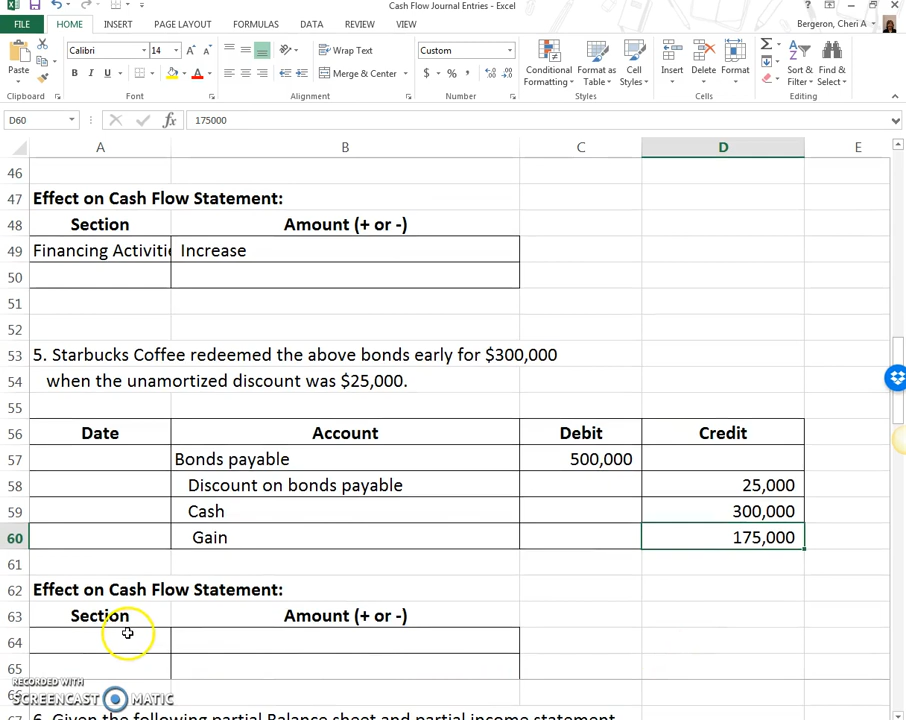 Cash Flow Journal Entries - Excel
Bergeron, Cheri A
FILE HOME INSERT PAGE LAYOUT FORMULAS DATA REVIEW VIEW
Calibri 14 Wrap Text Custom
Paste B I U A Merge & Center $ % , Conditional Formatting Format as Table Cell Styles Insert Delete Format Sort & Filter Find & Select
Clipboard Font Alignment Number Styles Cells Editing
D60 fx 175000
A B C D E
46
47 Effect on Cash Flow Statement:
48 Section Amount (+ or -)
49 Financing Activitie Increase
50
51
52
53 5. Starbucks Coffee redeemed the above bonds early for $300,000
54 when the unamortized discount was $25,000.
55
56 Date Account Debit Credit
57 Bonds payable 500,000
58 Discount on bonds payable 25,000
59 Cash 300,000
60 Gain 175,000
61
62 Effect on Cash Flow Statement:
63 Section Amount (+ or -)
64
65
RECORDED WITH
SCREENCAST MATIC
6. Given the following partial Balance sheet and partial income statement